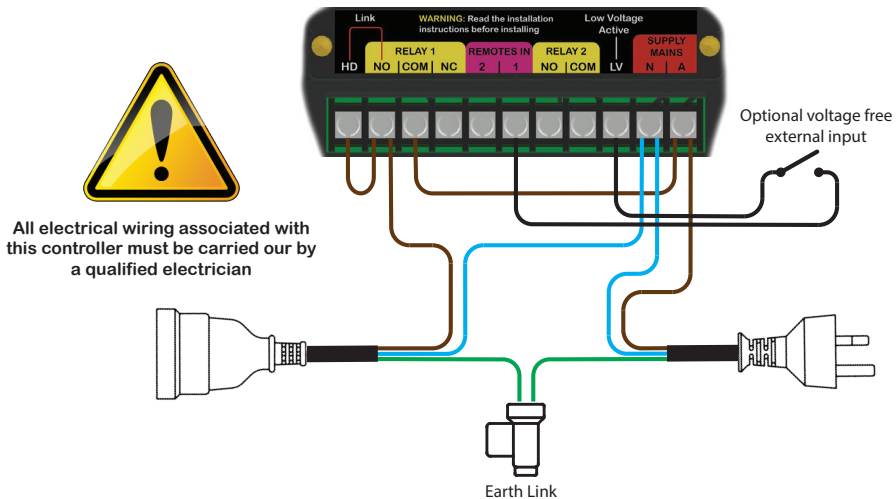 Link
WARNING: Read the installation
instructions before installing
Low Voltage
Active
SUPPLY
MAINS
RELAY 1
REMOTES IN
RELAY 2
HD NO | COM | NC 2 | 1 NO | COM LV N | A
Optional voltage free
external input
All electrical wiring associated with
this controller must be carried our by
a qualified electrician
Earth Link